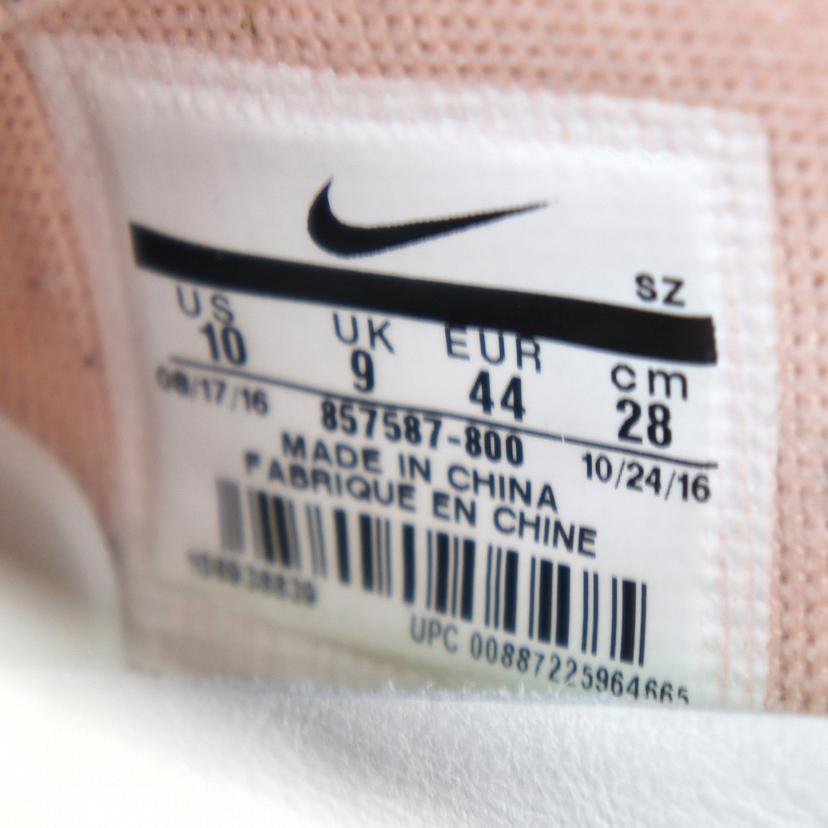 SZ
US UK EUR cm
10 9 44 28
08/17/16 857587-800 10/24/16
MADE IN CHINA
FABRIQUE EN CHINE
UPC 00887225964665